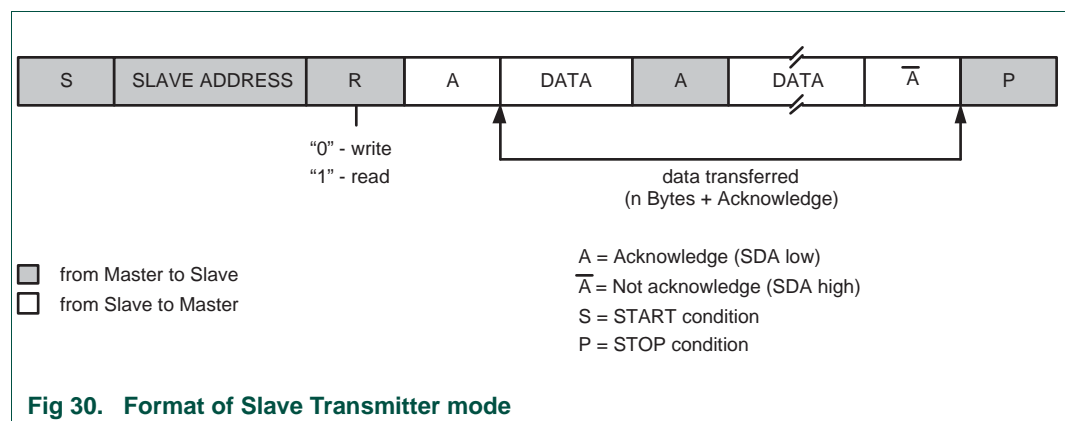 S SLAVE ADDRESS R A DATA A DATA A̅ P
“0” - write
“1” - read
data transferred
(n Bytes + Acknowledge)
from Master to Slave
from Slave to Master
A = Acknowledge (SDA low)
A̅ = Not acknowledge (SDA high)
S = START condition
P = STOP condition
Fig 30. Format of Slave Transmitter mode